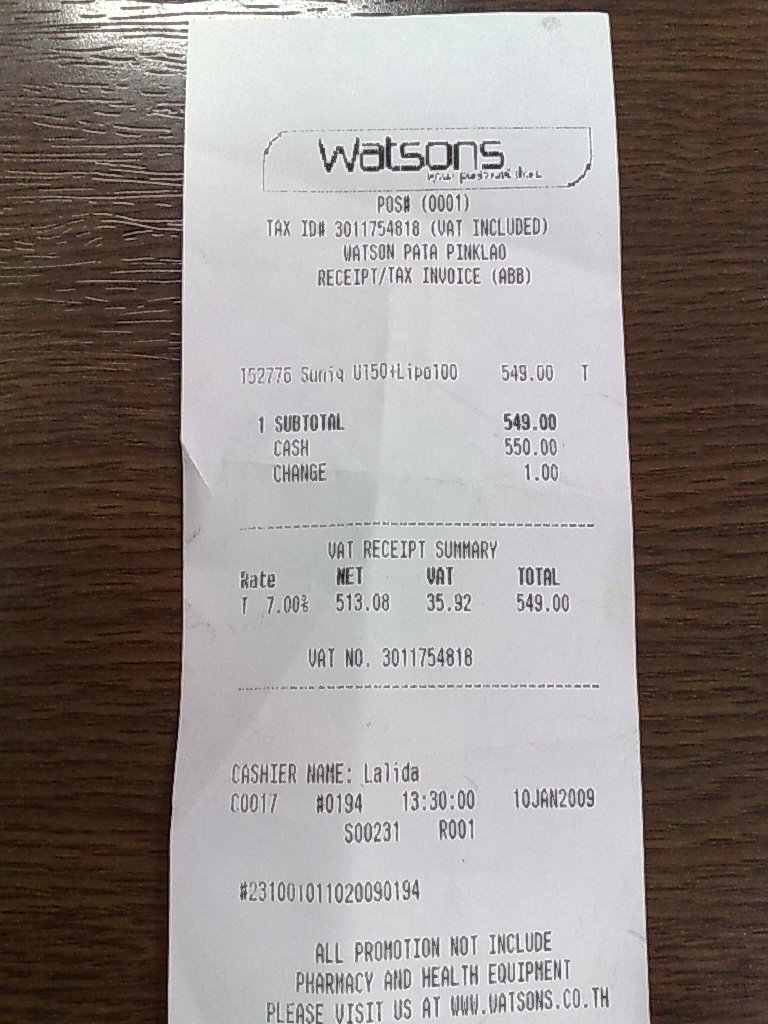 watsons
POS# (0001)
TAX ID# 3011754818 (VAT INCLUDED)
WATSON PATA PINKLAO
RECEIPT/TAX INVOICE (ABB)
152776 Suniq U150+Lipo100 549.00 T
1 SUBTOTAL 549.00
CASH 550.00
CHANGE 1.00
VAT RECEIPT SUMMARY
Rate NET VAT TOTAL
T 7.00% 513.08 35.92 549.00
VAT NO. 3011754818
CASHIER NAME: Lalida
C0017 #0194 13:30:00 10JAN2009
S00231 R001
#231001011020090194
ALL PROMOTION NOT INCLUDE
PHARMACY AND HEALTH EQUIPMENT
PLEASE VISIT US AT WWW.WATSONS.CO.TH